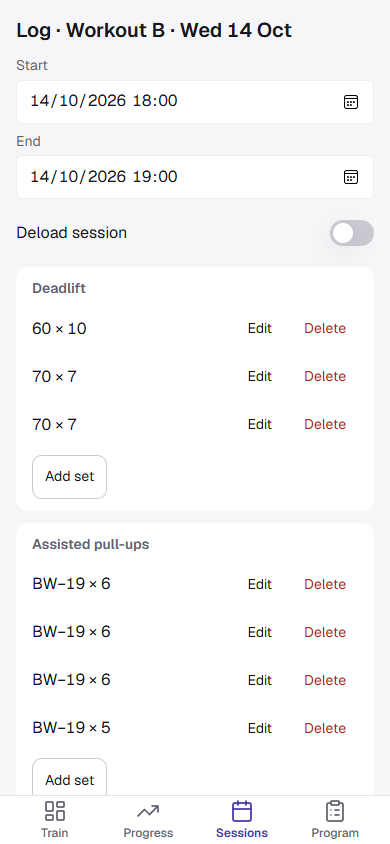 Log · Workout B · Wed 14 Oct
Start
14/10/2026 18:00
End
14/10/2026 19:00
Deload session
Deadlift
60 × 10 Edit Delete
70 × 7 Edit Delete
70 × 7 Edit Delete
Add set
Assisted pull-ups
BW−19 × 6 Edit Delete
BW−19 × 6 Edit Delete
BW−19 × 6 Edit Delete
BW−19 × 5 Edit Delete
Add set
Train Progress Sessions Program